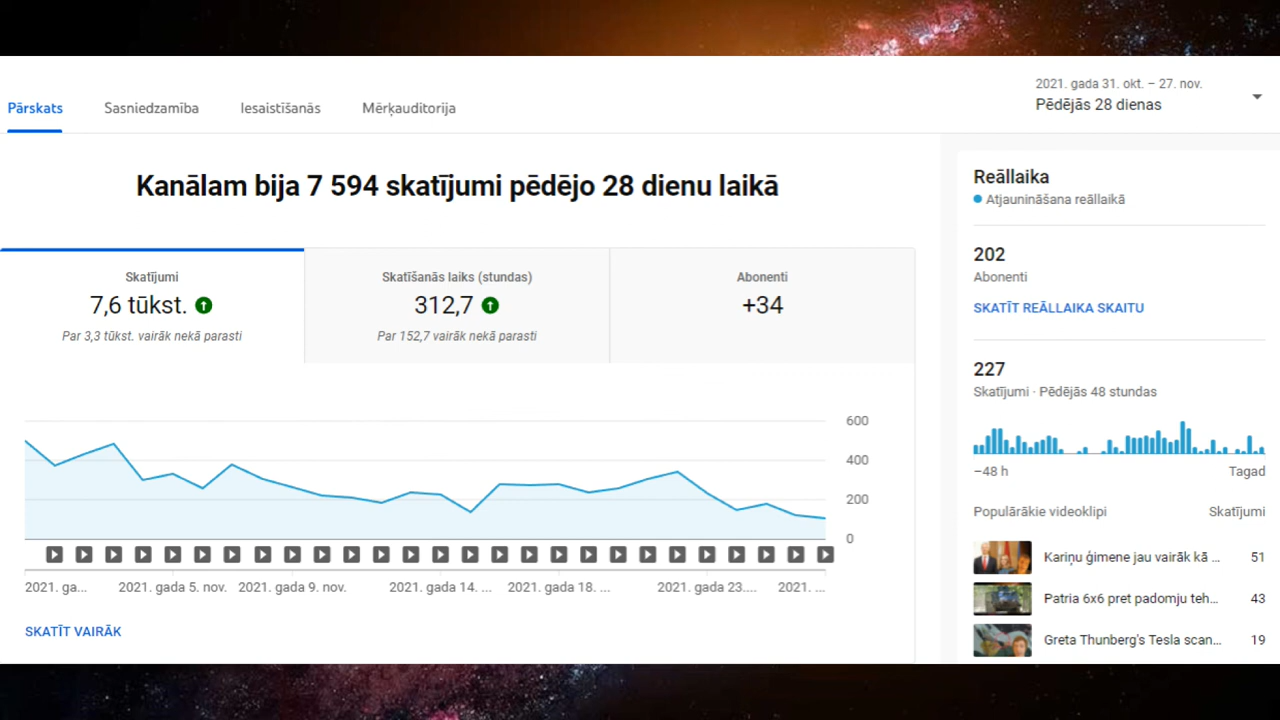 Pārskats
Sasniedzamība
Iesaistīšanās
Mērķauditorija
2021. gada 31. okt. – 27. nov.
Pēdējās 28 dienas
Kanālam bija 7 594 skatījumi pēdējo 28 dienu laikā
Skatījumi
7,6 tūkst.
Par 3,3 tūkst. vairāk nekā parasti
Skatīšanās laiks (stundas)
312,7
Par 152,7 vairāk nekā parasti
Abonenti
+34
600
400
200
0
2021. ga...
2021. gada 5. nov.
2021. gada 9. nov.
2021. gada 14. ...
2021. gada 18. ...
2021. gada 23....
2021. ...
SKATĪT VAIRĀK
Reāllaika
Atjaunināšana reāllaikā
202
Abonenti
SKATĪT REĀLLAIKA SKAITU
227
Skatījumi · Pēdējās 48 stundas
−48 h
Tagad
Populārākie videoklipi
Skatījumi
Kariņu ģimene jau vairāk kā ...
51
Patria 6x6 pret padomju teh...
43
Greta Thunberg's Tesla scan...
19